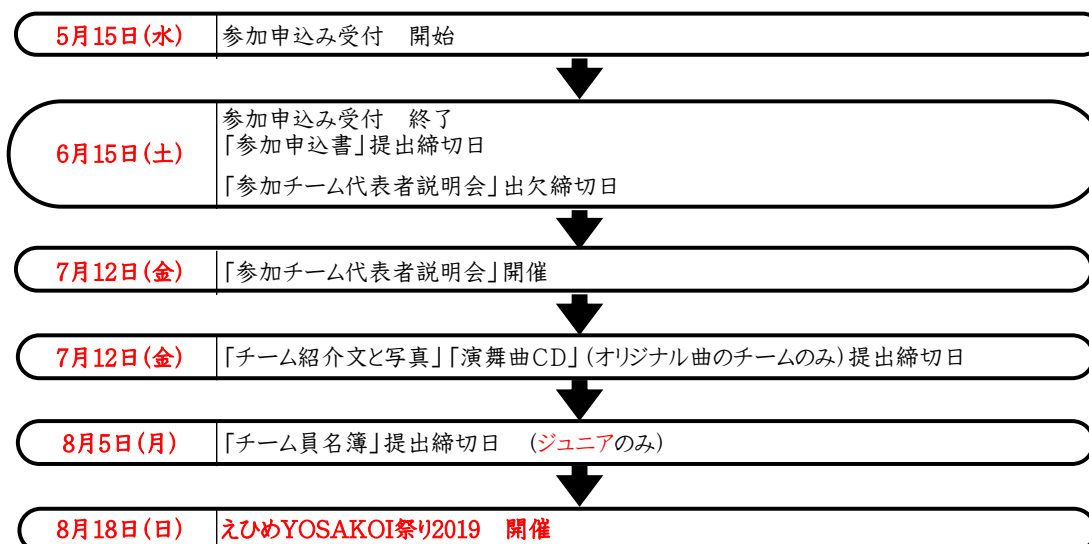 5月15日(水) 参加申込み受付 開始
参加申込み受付 終了
「参加申込書」提出締切日
6月15日(土)
「参加チーム代表者説明会」出欠締切日
7月12日(金) 「参加チーム代表者説明会」開催
7月12日(金) 「チーム紹介文と写真」「演舞曲CD」(オリジナル曲のチームのみ)提出締切日
8月5日(月) 「チーム員名簿」提出締切日 (ジュニアのみ)
8月18日(日) えひめYOSAKOI祭り2019 開催